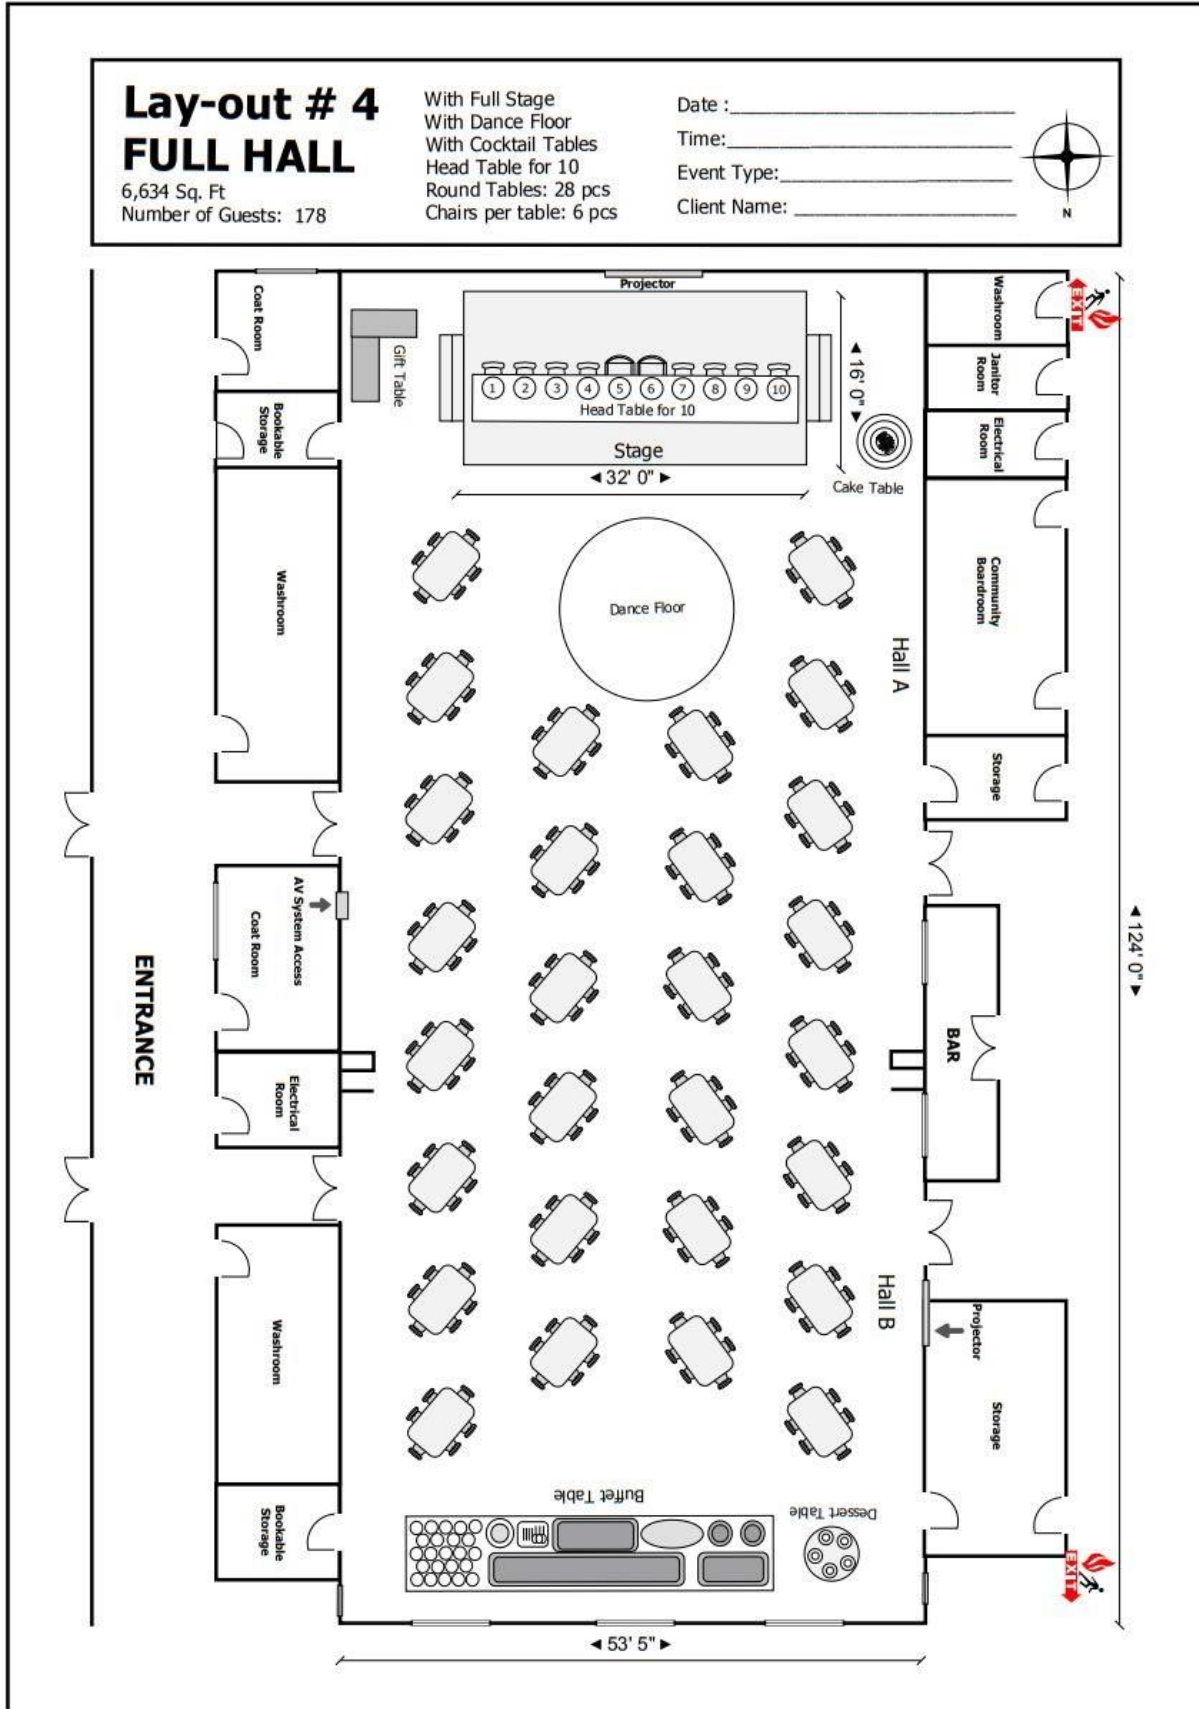 Lay-out # 4
FULL HALL
6,634 Sq. Ft
Number of Guests: 178
With Full Stage
With Dance Floor
With Cocktail Tables
Head Table for 10
Round Tables: 28 pcs
Chairs per table: 6 pcs
Date :
Time:
Event Type:
Client Name:
N
Projector
Coat Room
Gift Table
1 2 3 4 5 6 7 8 9 10
Head Table for 10
Stage
32' 0"
16' 0"
Cake Table
Washroom
EXIT
Janitor
Room
Electrical
Room
Bookable
Storage
Washroom
Dance Floor
Hall A
Community
Boardroom
Storage
AV System Access
Coat Room
ENTRANCE
Electrical
Room
BAR
124' 0"
Hall B
Projector
Washroom
Storage
Bookable
Storage
Buffet Table
Dessert Table
EXIT
53' 5"